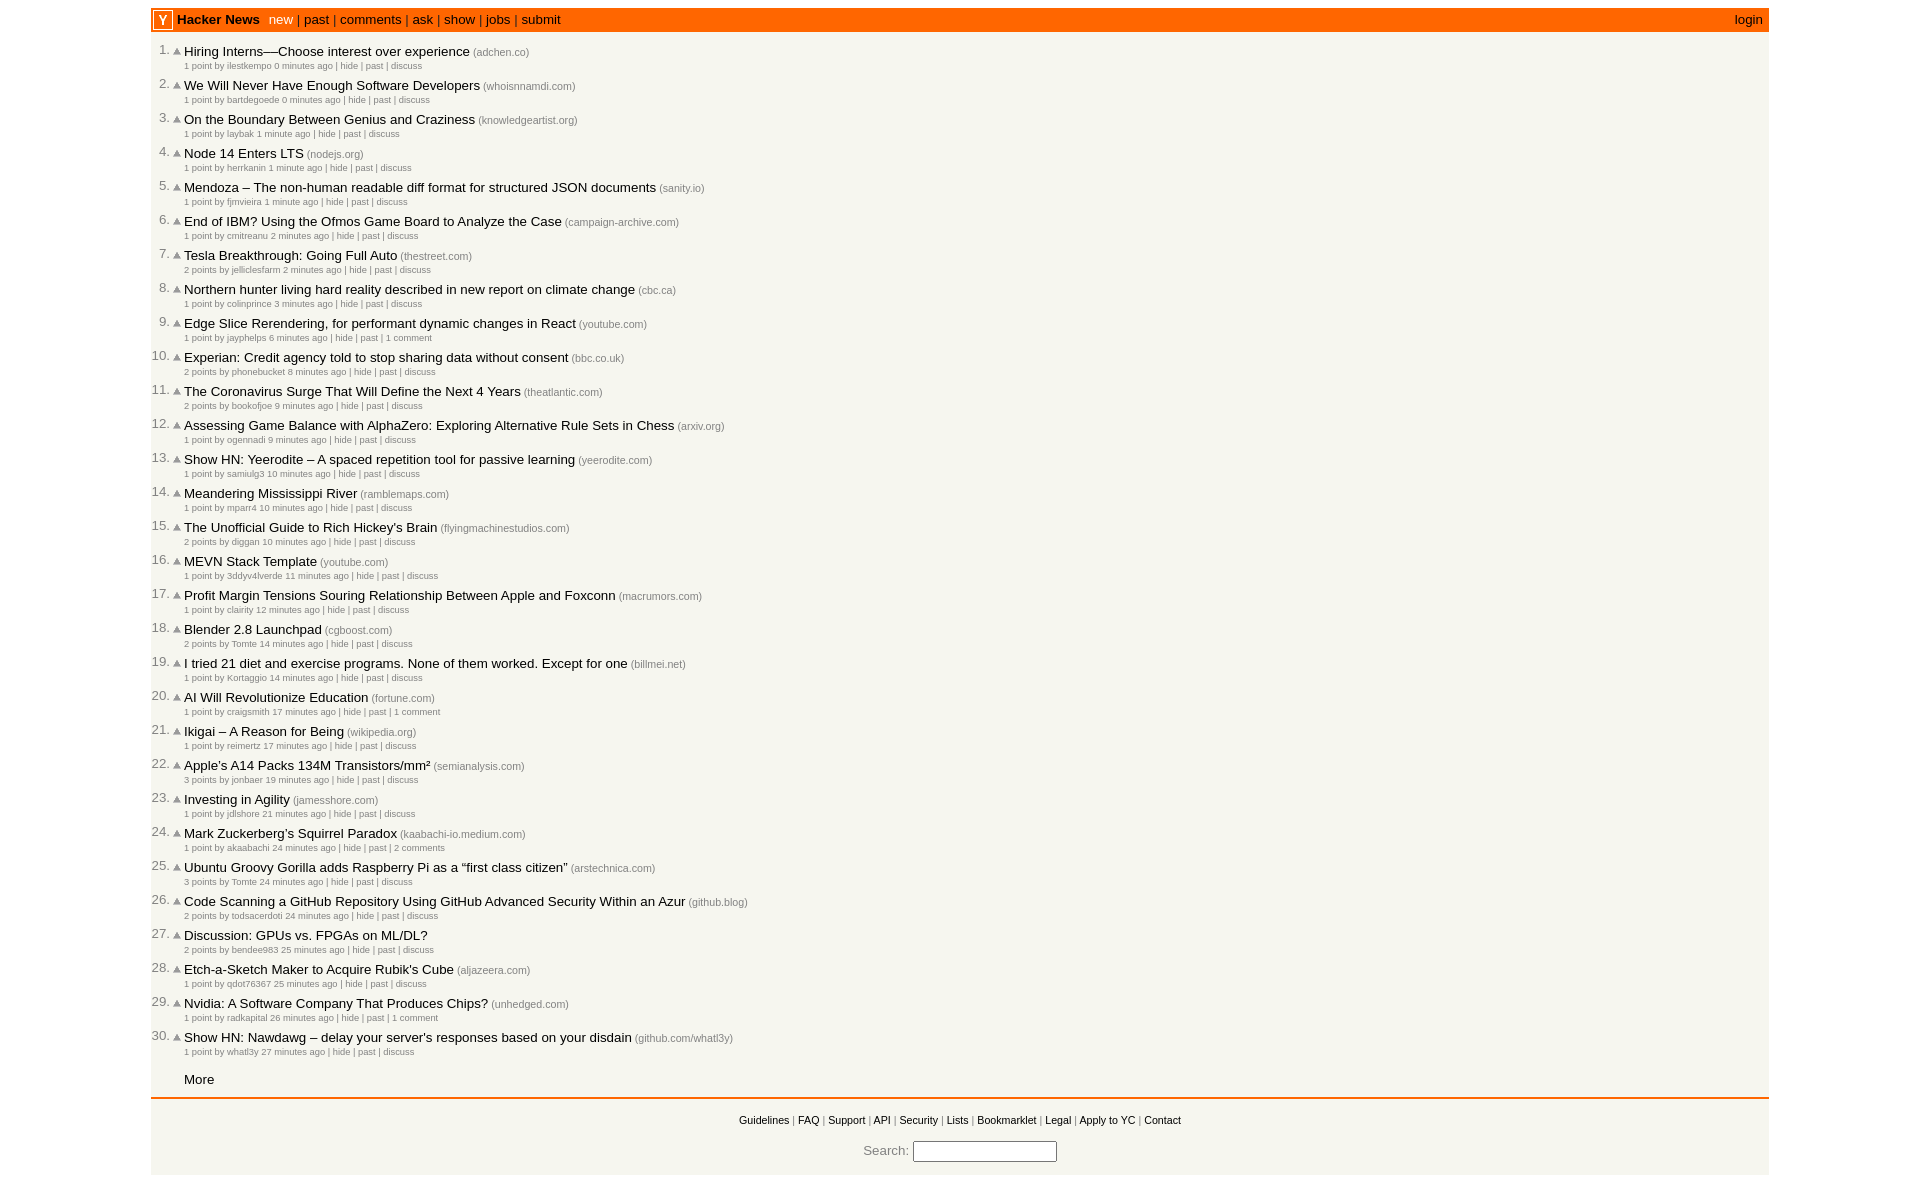 Y Hacker News new | past | comments | ask | show | jobs | submit login
1. Hiring Interns—Choose interest over experience (adchen.co)
1 point by ilestkempo 0 minutes ago | hide | past | discuss
2. We Will Never Have Enough Software Developers (whoisnnamdi.com)
1 point by bartdegoede 0 minutes ago | hide | past | discuss
3. On the Boundary Between Genius and Craziness (knowledgeartist.org)
1 point by laybak 1 minute ago | hide | past | discuss
4. Node 14 Enters LTS (nodejs.org)
1 point by herrkanin 1 minute ago | hide | past | discuss
5. Mendoza – The non-human readable diff format for structured JSON documents (sanity.io)
1 point by fjmvieira 1 minute ago | hide | past | discuss
6. End of IBM? Using the Ofmos Game Board to Analyze the Case (campaign-archive.com)
1 point by cmitreanu 2 minutes ago | hide | past | discuss
7. Tesla Breakthrough: Going Full Auto (thestreet.com)
2 points by jelliclesfarm 2 minutes ago | hide | past | discuss
8. Northern hunter living hard reality described in new report on climate change (cbc.ca)
1 point by colinprince 3 minutes ago | hide | past | discuss
9. Edge Slice Rerendering, for performant dynamic changes in React (youtube.com)
1 point by jayphelps 6 minutes ago | hide | past | 1 comment
10. Experian: Credit agency told to stop sharing data without consent (bbc.co.uk)
2 points by phonebucket 8 minutes ago | hide | past | discuss
11. The Coronavirus Surge That Will Define the Next 4 Years (theatlantic.com)
2 points by bookofjoe 9 minutes ago | hide | past | discuss
12. Assessing Game Balance with AlphaZero: Exploring Alternative Rule Sets in Chess (arxiv.org)
1 point by ogennadi 9 minutes ago | hide | past | discuss
13. Show HN: Yeerodite – A spaced repetition tool for passive learning (yeerodite.com)
1 point by samiulg3 10 minutes ago | hide | past | discuss
14. Meandering Mississippi River (ramblemaps.com)
1 point by mparr4 10 minutes ago | hide | past | discuss
15. The Unofficial Guide to Rich Hickey's Brain (flyingmachinestudios.com)
2 points by diggan 10 minutes ago | hide | past | discuss
16. MEVN Stack Template (youtube.com)
1 point by 3ddyv4lverde 11 minutes ago | hide | past | discuss
17. Profit Margin Tensions Souring Relationship Between Apple and Foxconn (macrumors.com)
1 point by clairity 12 minutes ago | hide | past | discuss
18. Blender 2.8 Launchpad (cgboost.com)
2 points by Tomte 14 minutes ago | hide | past | discuss
19. I tried 21 diet and exercise programs. None of them worked. Except for one (billmei.net)
1 point by Kortaggio 14 minutes ago | hide | past | discuss
20. AI Will Revolutionize Education (fortune.com)
1 point by craigsmith 17 minutes ago | hide | past | 1 comment
21. Ikigai – A Reason for Being (wikipedia.org)
1 point by reimertz 17 minutes ago | hide | past | discuss
22. Apple's A14 Packs 134M Transistors/mm² (semianalysis.com)
3 points by jonbaer 19 minutes ago | hide | past | discuss
23. Investing in Agility (jamesshore.com)
1 point by jdlshore 21 minutes ago | hide | past | discuss
24. Mark Zuckerberg’s Squirrel Paradox (kaabachi-io.medium.com)
1 point by akaabachi 24 minutes ago | hide | past | 2 comments
25. Ubuntu Groovy Gorilla adds Raspberry Pi as a “first class citizen” (arstechnica.com)
3 points by Tomte 24 minutes ago | hide | past | discuss
26. Code Scanning a GitHub Repository Using GitHub Advanced Security Within an Azur (github.blog)
2 points by todsacerdoti 24 minutes ago | hide | past | discuss
27. Discussion: GPUs vs. FPGAs on ML/DL?
2 points by bendee983 25 minutes ago | hide | past | discuss
28. Etch-a-Sketch Maker to Acquire Rubik's Cube (aljazeera.com)
1 point by qdot76367 25 minutes ago | hide | past | discuss
29. Nvidia: A Software Company That Produces Chips? (unhedged.com)
1 point by radkapital 26 minutes ago | hide | past | 1 comment
30. Show HN: Nawdawg – delay your server's responses based on your disdain (github.com/whatl3y)
1 point by whatl3y 27 minutes ago | hide | past | discuss
More
Guidelines | FAQ | Support | API | Security | Lists | Bookmarklet | Legal | Apply to YC | Contact
Search: